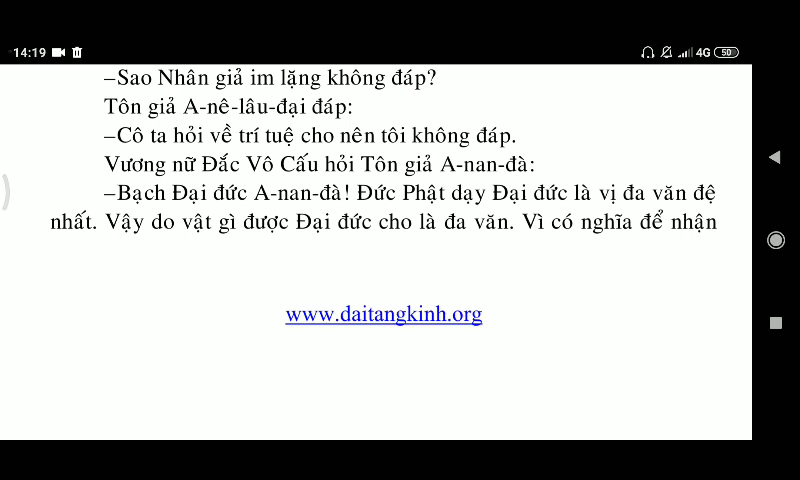 14:19
4G 50
–Sao Nhân giả im lặng không đáp?
Tôn giả A-nê-lâu-đại đáp:
–Cô ta hỏi về trí tuệ cho nên tôi không đáp.
Vương nữ Đắc Vô Cấu hỏi Tôn giả A-nan-đà:
–Bạch Đại đức A-nan-đà! Đức Phật dạy Đại đức là vị đa văn đệ
nhất. Vậy do vật gì được Đại đức cho là đa văn. Vì có nghĩa để nhận
www.daitangkinh.org